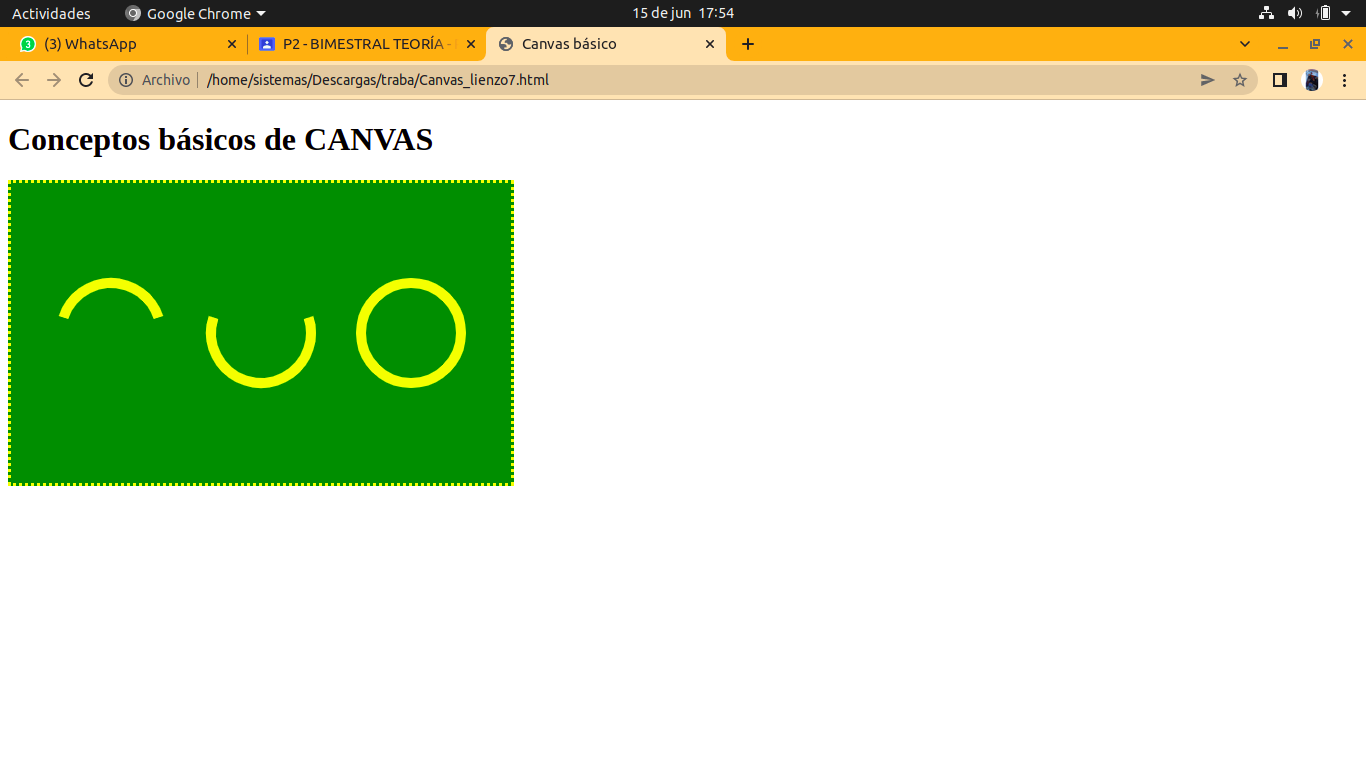 Actividades Google Chrome 15 de jun 17:54
3 (3) WhatsApp P2 - BIMESTRAL TEORÍA - Canvas básico
Archivo /home/sistemas/Descargas/traba/Canvas_lienzo7.html
Conceptos básicos de CANVAS